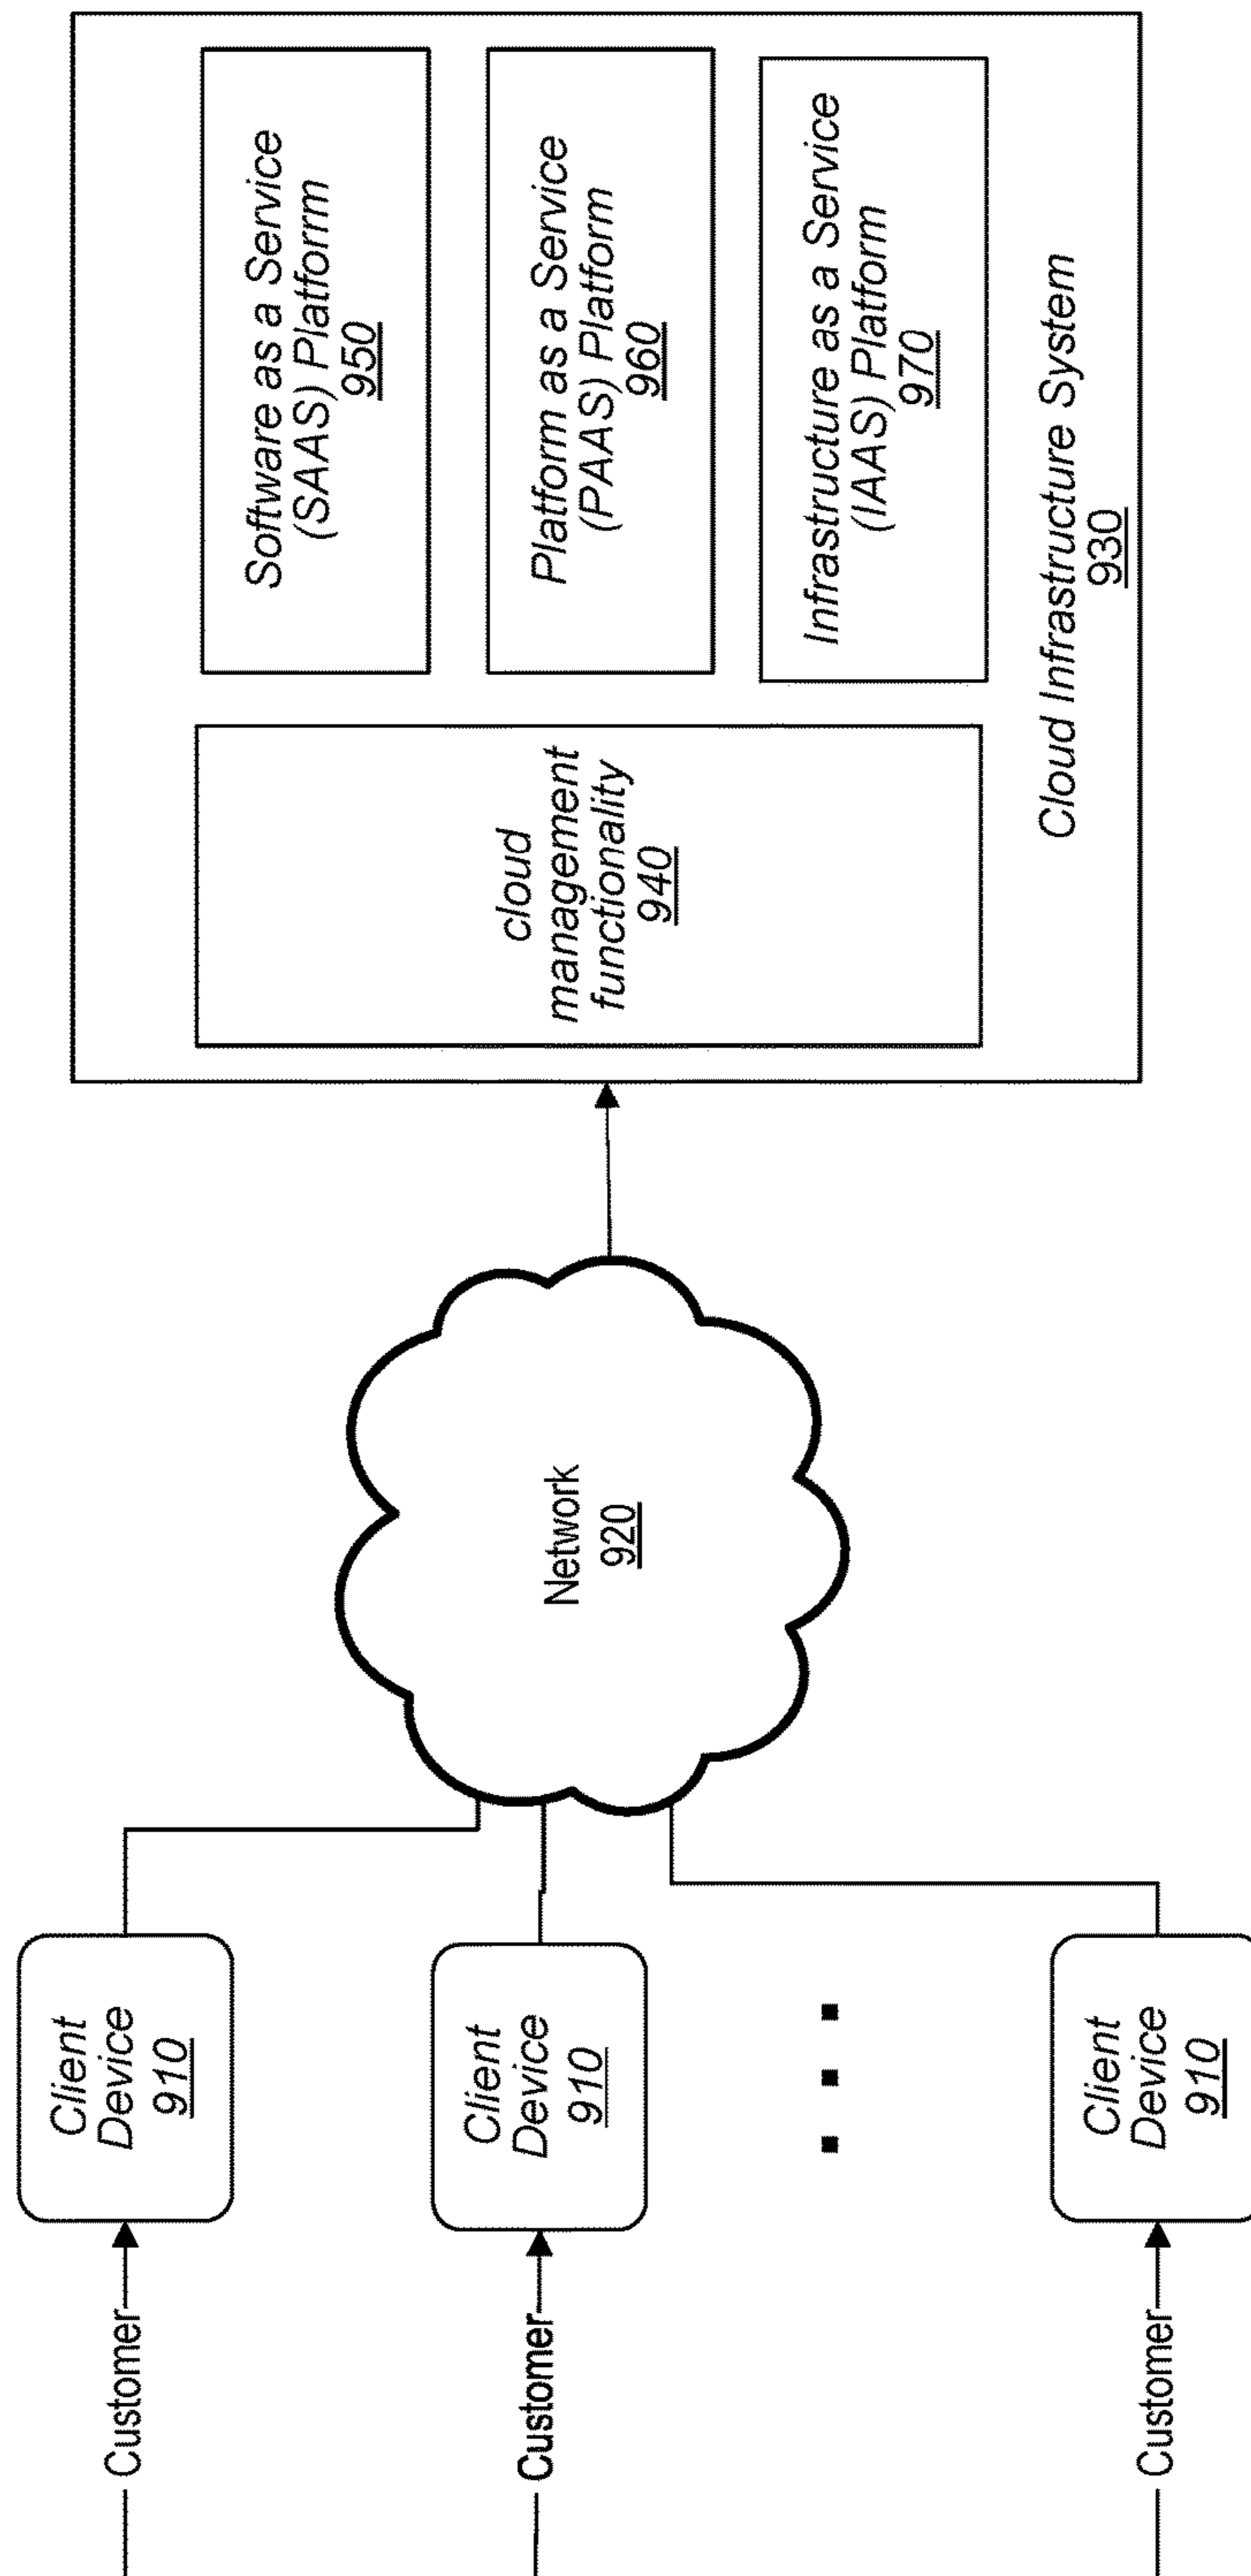 Customer
Client
Device
910
Customer
Client
Device
910
Customer
Client
Device
910
Network
920
cloud
management
functionality
940
Software as a Service
(SAAS) Platforrm
950
Platform as a Service
(PAAS) Platform
960
Infrastructure as a Service
(IAAS) Platform
970
Cloud Infrastructure System
930